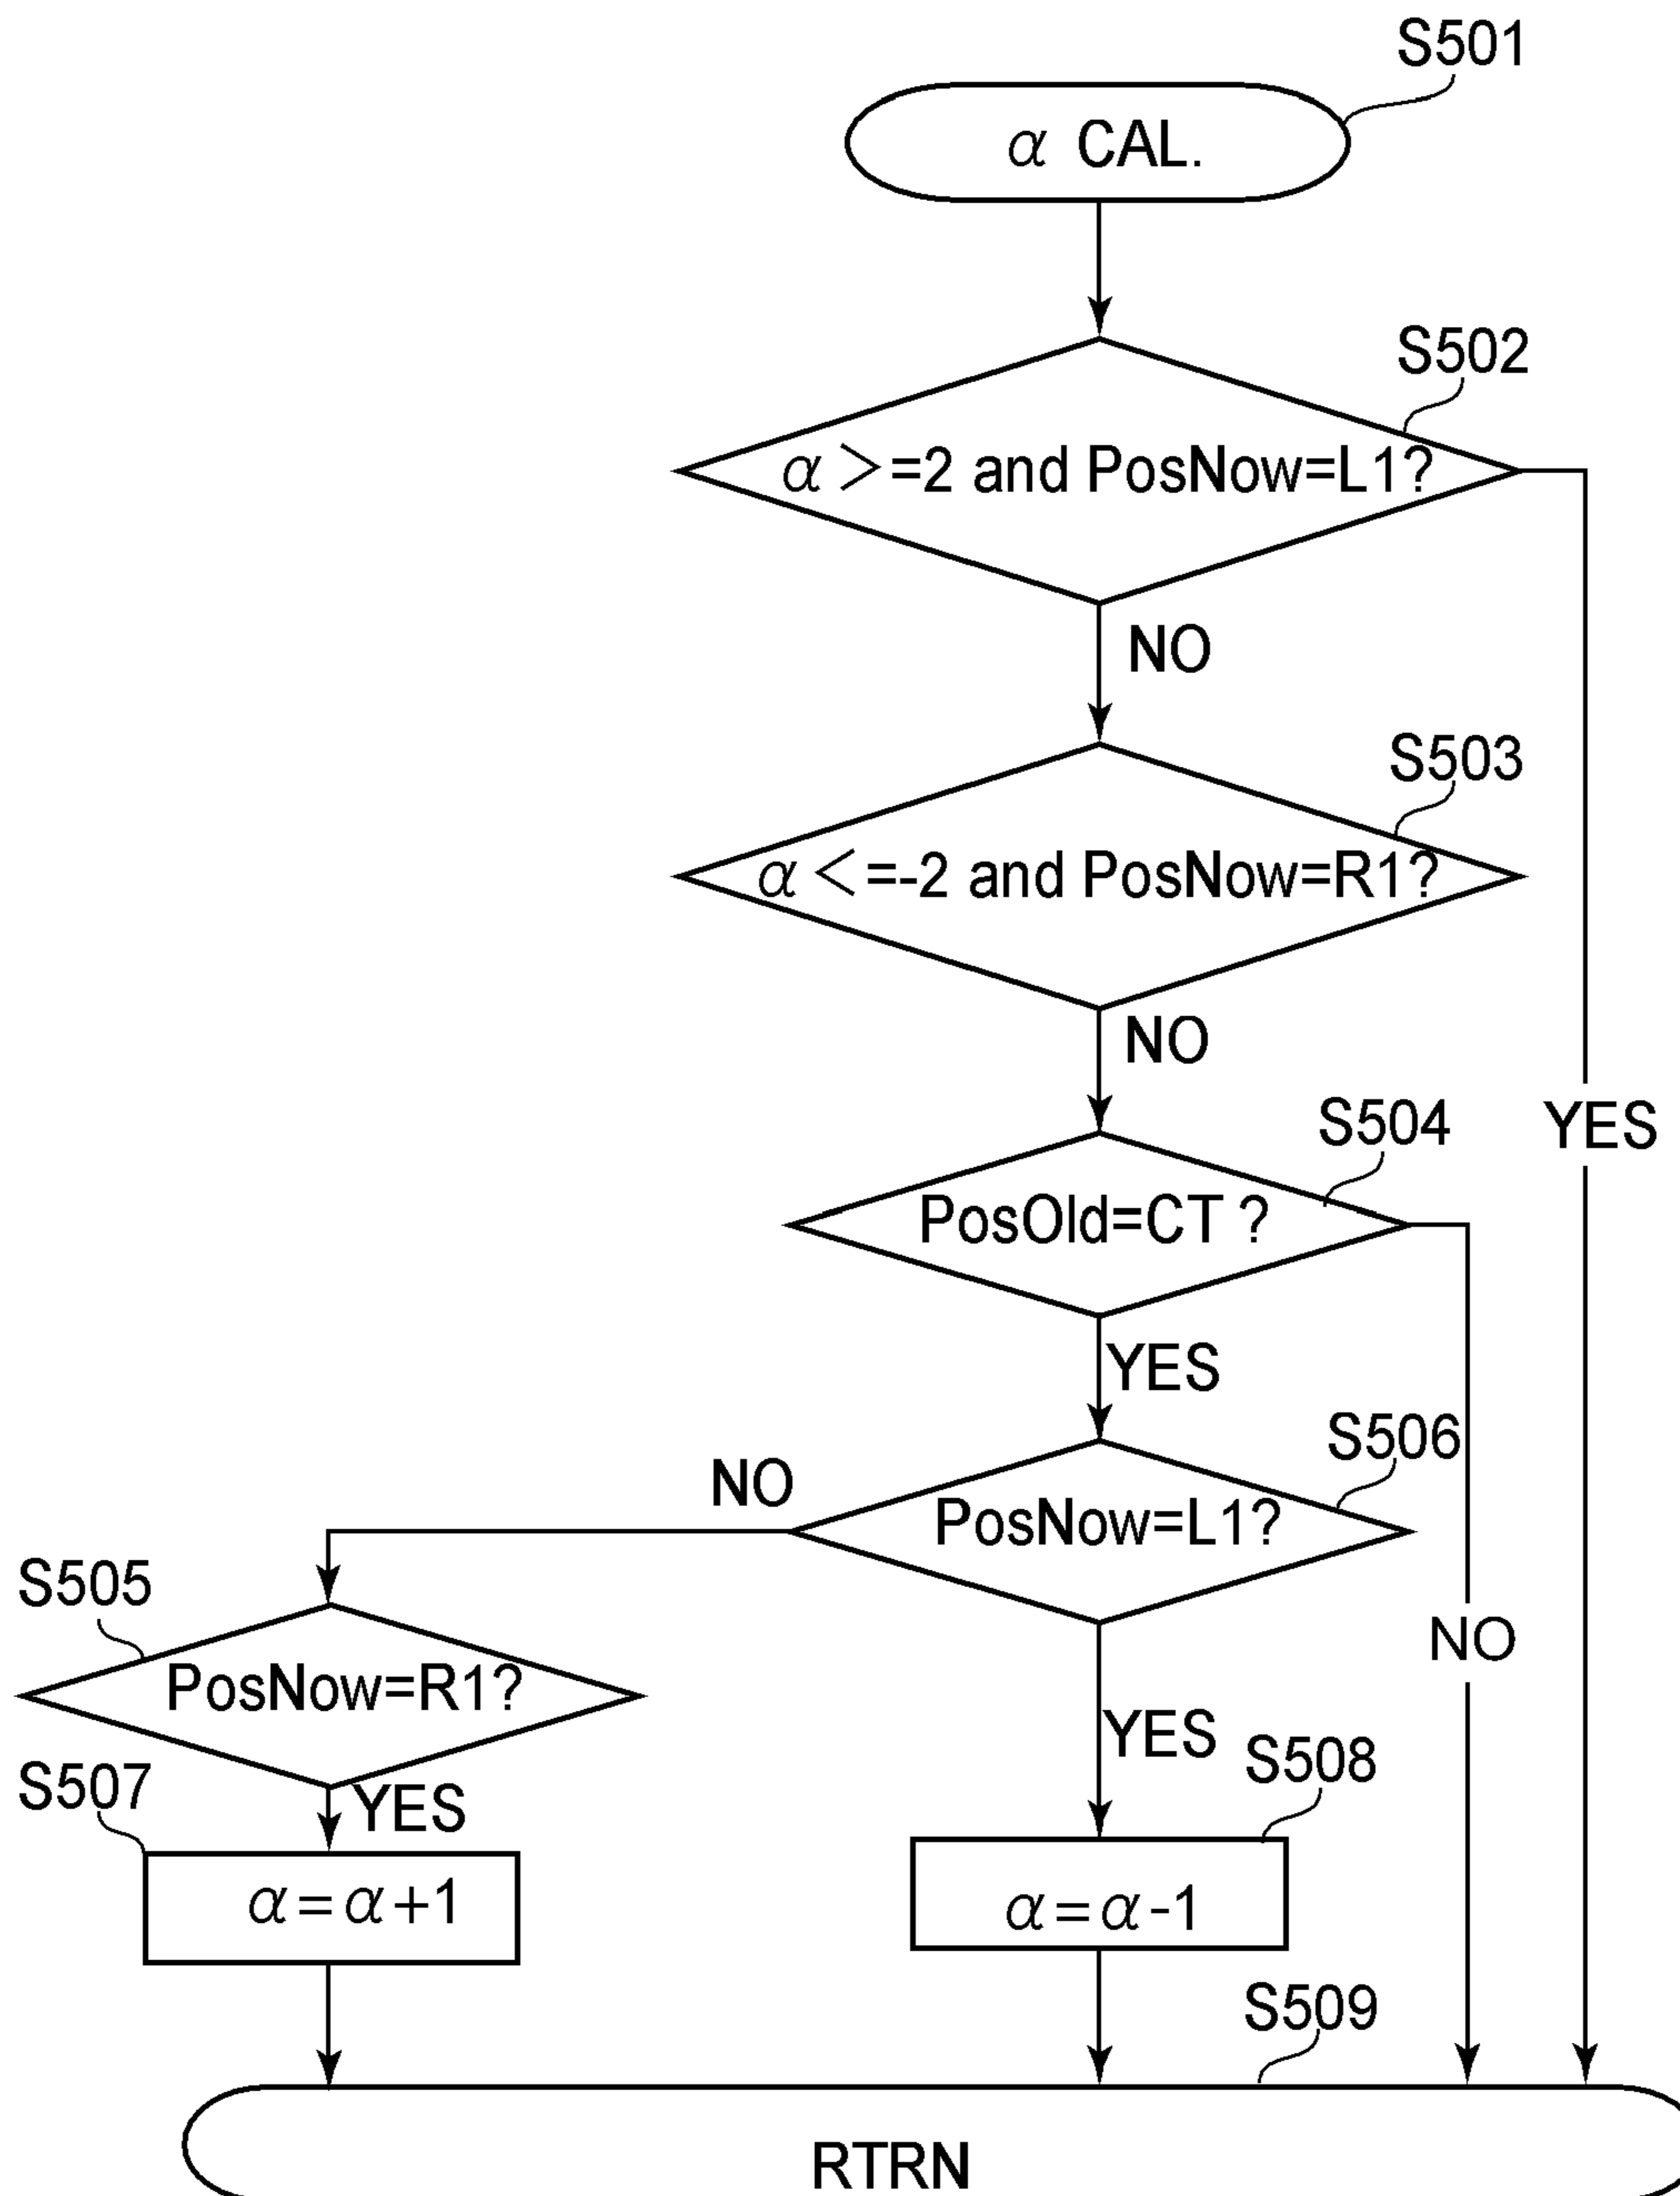 S501
α CAL.
S502
α >=2 and PosNow=L1?
NO
S503
α <=-2 and PosNow=R1?
NO
YES
S504
PosOld=CT ?
YES
S506
NO
PosNow=L1?
S505
NO
PosNow=R1?
YES
S508
S507
YES
α=α+1
α=α-1
S509
RTRN